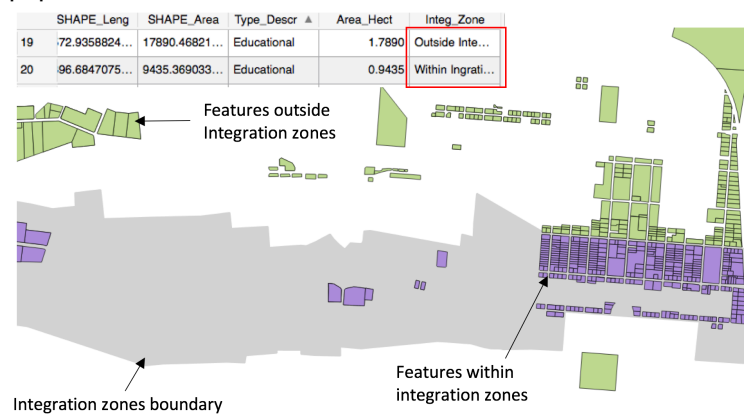 SHAPE_Leng SHAPE_Area Type_Descr ▲ Area_Hect Integ_Zone
19 ‹72.9358824... 17890.46821... Educational 1.7890 Outside Inte...
20 ‹96.6847075... 9435.369033... Educational 0.9435 Within Ingrati...
Features outside
Integration zones
Features within
integration zones
Integration zones boundary